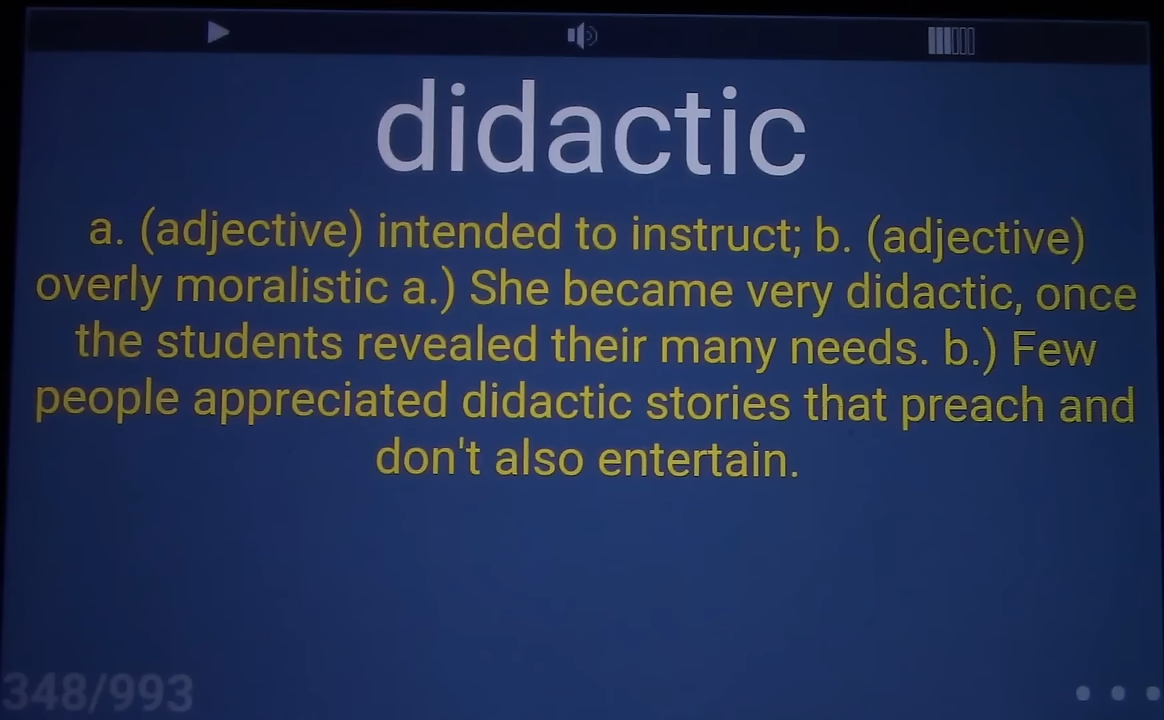 didactic
a. (adjective) intended to instruct; b. (adjective)
overly moralistic a.) She became very didactic, once
the students revealed their many needs. b.) Few
people appreciated didactic stories that preach and
don't also entertain.
348/993